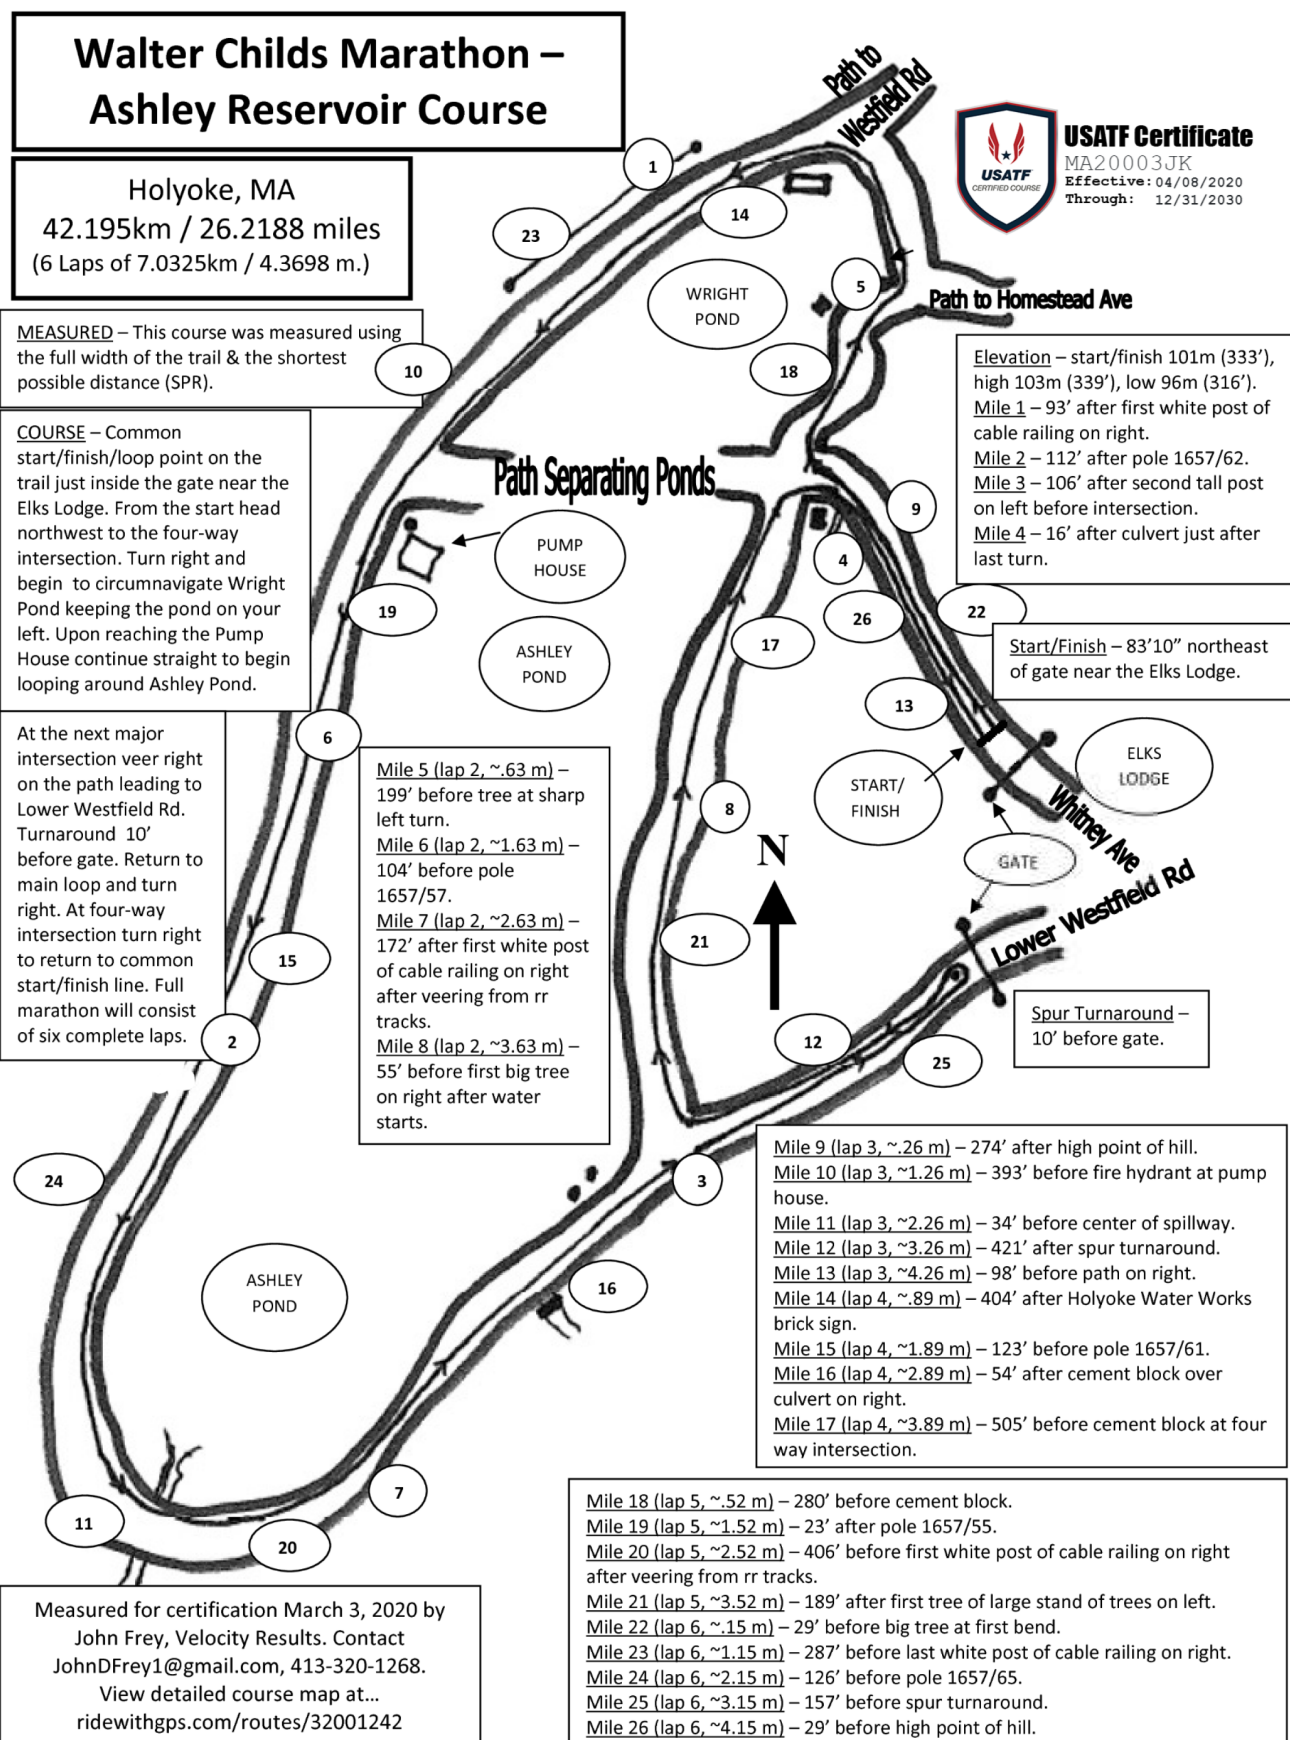 Walter Childs Marathon –
Ashley Reservoir Course
Holyoke, MA
42.195km / 26.2188 miles
(6 Laps of 7.0325km / 4.3698 m.)
Path to
Westfield Rd
USATF
CERTIFIED COURSE
USATF Certificate
MA20003JK
Effective: 04/08/2020
Through: 12/31/2030
1
14
23
WRIGHT
POND
5
Path to Homestead Ave
MEASURED – This course was measured using
the full width of the trail & the shortest
possible distance (SPR).
10
18
Elevation – start/finish 101m (333’),
high 103m (339’), low 96m (316’).
Mile 1 – 93’ after first white post of
cable railing on right.
Mile 2 – 112’ after pole 1657/62.
Mile 3 – 106’ after second tall post
on left before intersection.
Mile 4 – 16’ after culvert just after
last turn.
COURSE – Common
start/finish/loop point on the
trail just inside the gate near the
Elks Lodge. From the start head
northwest to the four-way
intersection. Turn right and
begin to circumnavigate Wright
Pond keeping the pond on your
left. Upon reaching the Pump
House continue straight to begin
looping around Ashley Pond.
Path Separating Ponds
9
PUMP
HOUSE
4
19
26
22
17
ASHLEY
POND
Start/Finish – 83’10” northeast
of gate near the Elks Lodge.
13
At the next major
intersection veer right
on the path leading to
Lower Westfield Rd.
Turnaround 10’
before gate. Return to
main loop and turn
right. At four-way
intersection turn right
to return to common
start/finish line. Full
marathon will consist
of six complete laps.
6
Mile 5 (lap 2, ~.63 m) –
199’ before tree at sharp
left turn.
Mile 6 (lap 2, ~1.63 m) –
104’ before pole
1657/57.
Mile 7 (lap 2, ~2.63 m) –
172’ after first white post
of cable railing on right
after veering from rr
tracks.
Mile 8 (lap 2, ~3.63 m) –
55’ before first big tree
on right after water
starts.
START/
FINISH
ELKS
LODGE
8
Whitney Ave
N
GATE
Lower Westfield Rd
21
15
2
12
25
Spur Turnaround –
10’ before gate.
24
3
Mile 9 (lap 3, ~.26 m) – 274’ after high point of hill.
Mile 10 (lap 3, ~1.26 m) – 393’ before fire hydrant at pump
house.
Mile 11 (lap 3, ~2.26 m) – 34’ before center of spillway.
Mile 12 (lap 3, ~3.26 m) – 421’ after spur turnaround.
Mile 13 (lap 3, ~4.26 m) – 98’ before path on right.
Mile 14 (lap 4, ~.89 m) – 404’ after Holyoke Water Works
brick sign.
Mile 15 (lap 4, ~1.89 m) – 123’ before pole 1657/61.
Mile 16 (lap 4, ~2.89 m) – 54’ after cement block over
culvert on right.
Mile 17 (lap 4, ~3.89 m) – 505’ before cement block at four
way intersection.
ASHLEY
POND
16
7
11
20
Mile 18 (lap 5, ~.52 m) – 280’ before cement block.
Mile 19 (lap 5, ~1.52 m) – 23’ after pole 1657/55.
Mile 20 (lap 5, ~2.52 m) – 406’ before first white post of cable railing on right
after veering from rr tracks.
Mile 21 (lap 5, ~3.52 m) – 189’ after first tree of large stand of trees on left.
Mile 22 (lap 6, ~.15 m) – 29’ before big tree at first bend.
Mile 23 (lap 6, ~1.15 m) – 287’ before last white post of cable railing on right.
Mile 24 (lap 6, ~2.15 m) – 126’ before pole 1657/65.
Mile 25 (lap 6, ~3.15 m) – 157’ before spur turnaround.
Mile 26 (lap 6, ~4.15 m) – 29’ before high point of hill.
Measured for certification March 3, 2020 by
John Frey, Velocity Results. Contact
JohnDFrey1@gmail.com, 413-320-1268.
View detailed course map at...
ridewithgps.com/routes/32001242